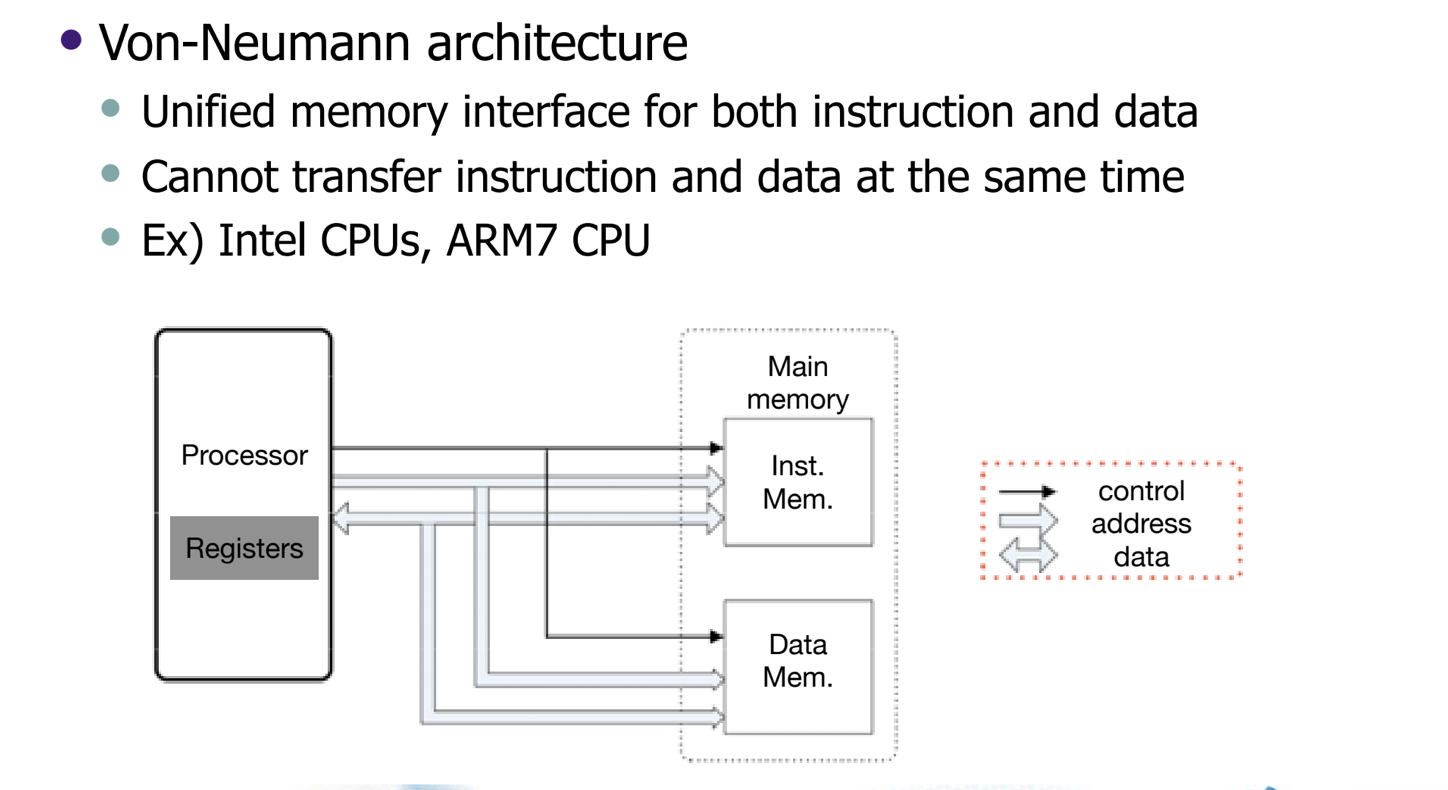 Von-Neumann architecture
Unified memory interface for both instruction and data
Cannot transfer instruction and data at the same time
Ex) Intel CPUs, ARM7 CPU
Main
memory
Processor
Registers
Inst.
Mem.
Data
Mem.
control
address
data